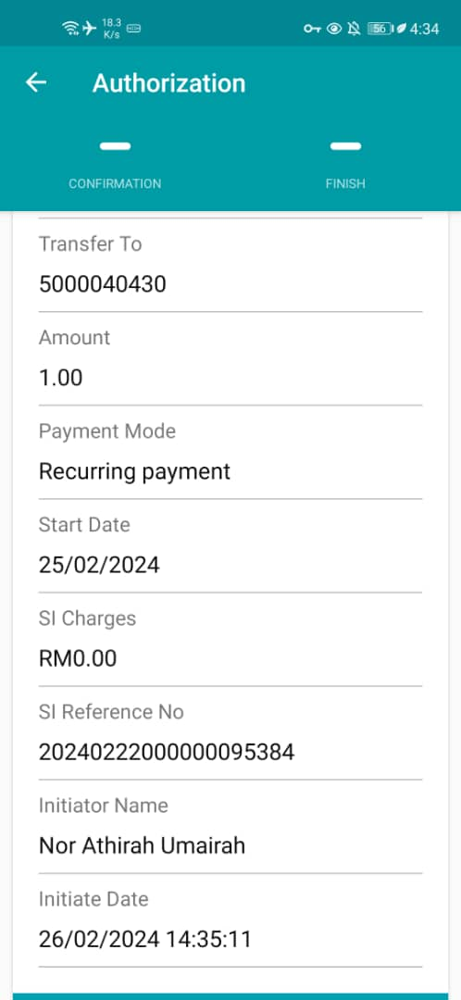 18.3
K/s
56
4:34
Authorization
CONFIRMATION
FINISH
Transfer To
5000040430
Amount
1.00
Payment Mode
Recurring payment
Start Date
25/02/2024
SI Charges
RM0.00
SI Reference No
20240222000000095384
Initiator Name
Nor Athirah Umairah
Initiate Date
26/02/2024 14:35:11